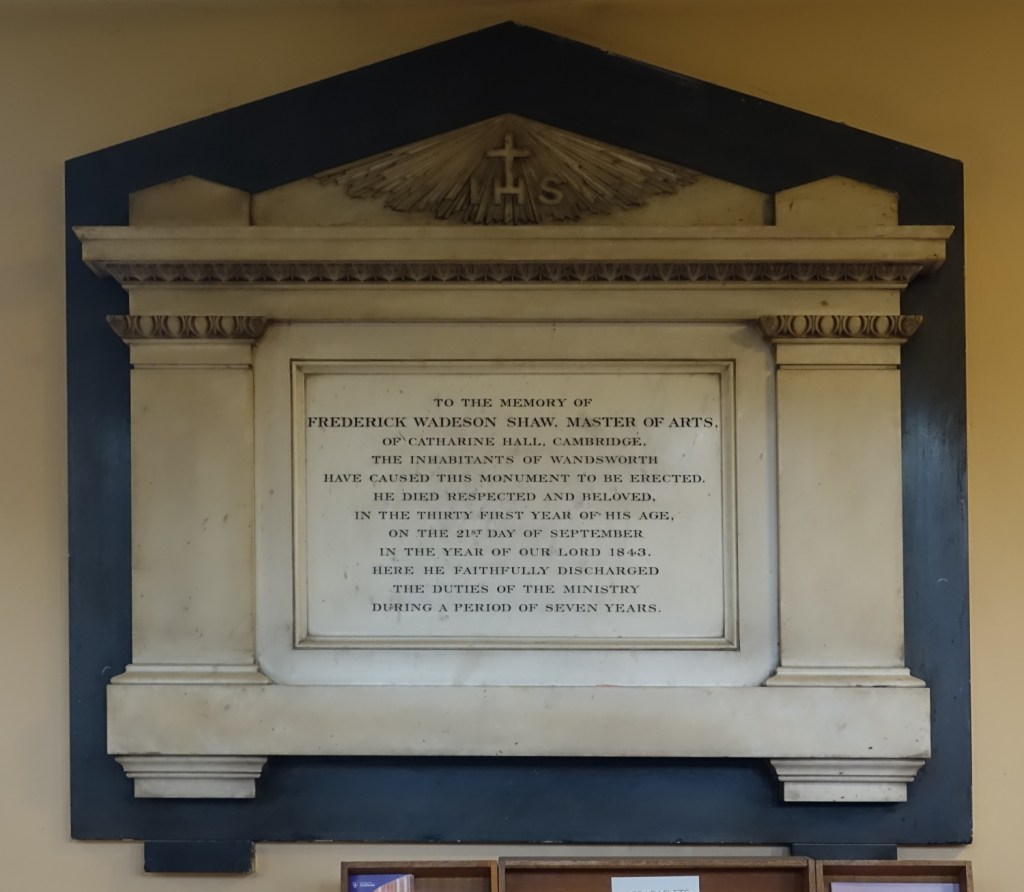 IHS
TO THE MEMORY OF
FREDERICK WADESON SHAW, MASTER OF ARTS,
OF CATHARINE HALL, CAMBRIDGE,
THE INHABITANTS OF WANDSWORTH
HAVE CAUSED THIS MONUMENT TO BE ERECTED.
HE DIED RESPECTED AND BELOVED,
IN THE THIRTY FIRST YEAR OF HIS AGE,
ON THE 21ST DAY OF SEPTEMBER
IN THE YEAR OF OUR LORD 1843.
HERE HE FAITHFULLY DISCHARGED
THE DUTIES OF THE MINISTRY
DURING A PERIOD OF SEVEN YEARS.